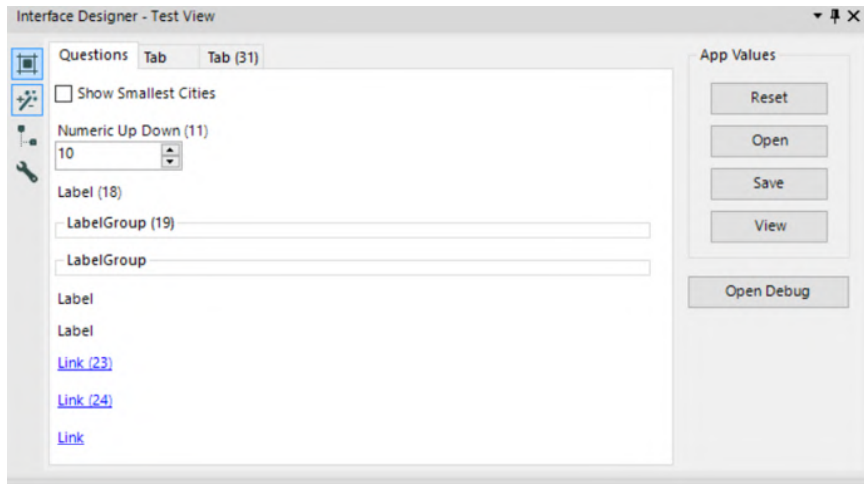 Interface Designer - Test View
Questions Tab Tab (31)
Show Smallest Cities
Numeric Up Down (11)
10
Label (18)
LabelGroup (19)
LabelGroup
Label
Label
Link (23)
Link (24)
Link
App Values
Reset
Open
Save
View
Open Debug